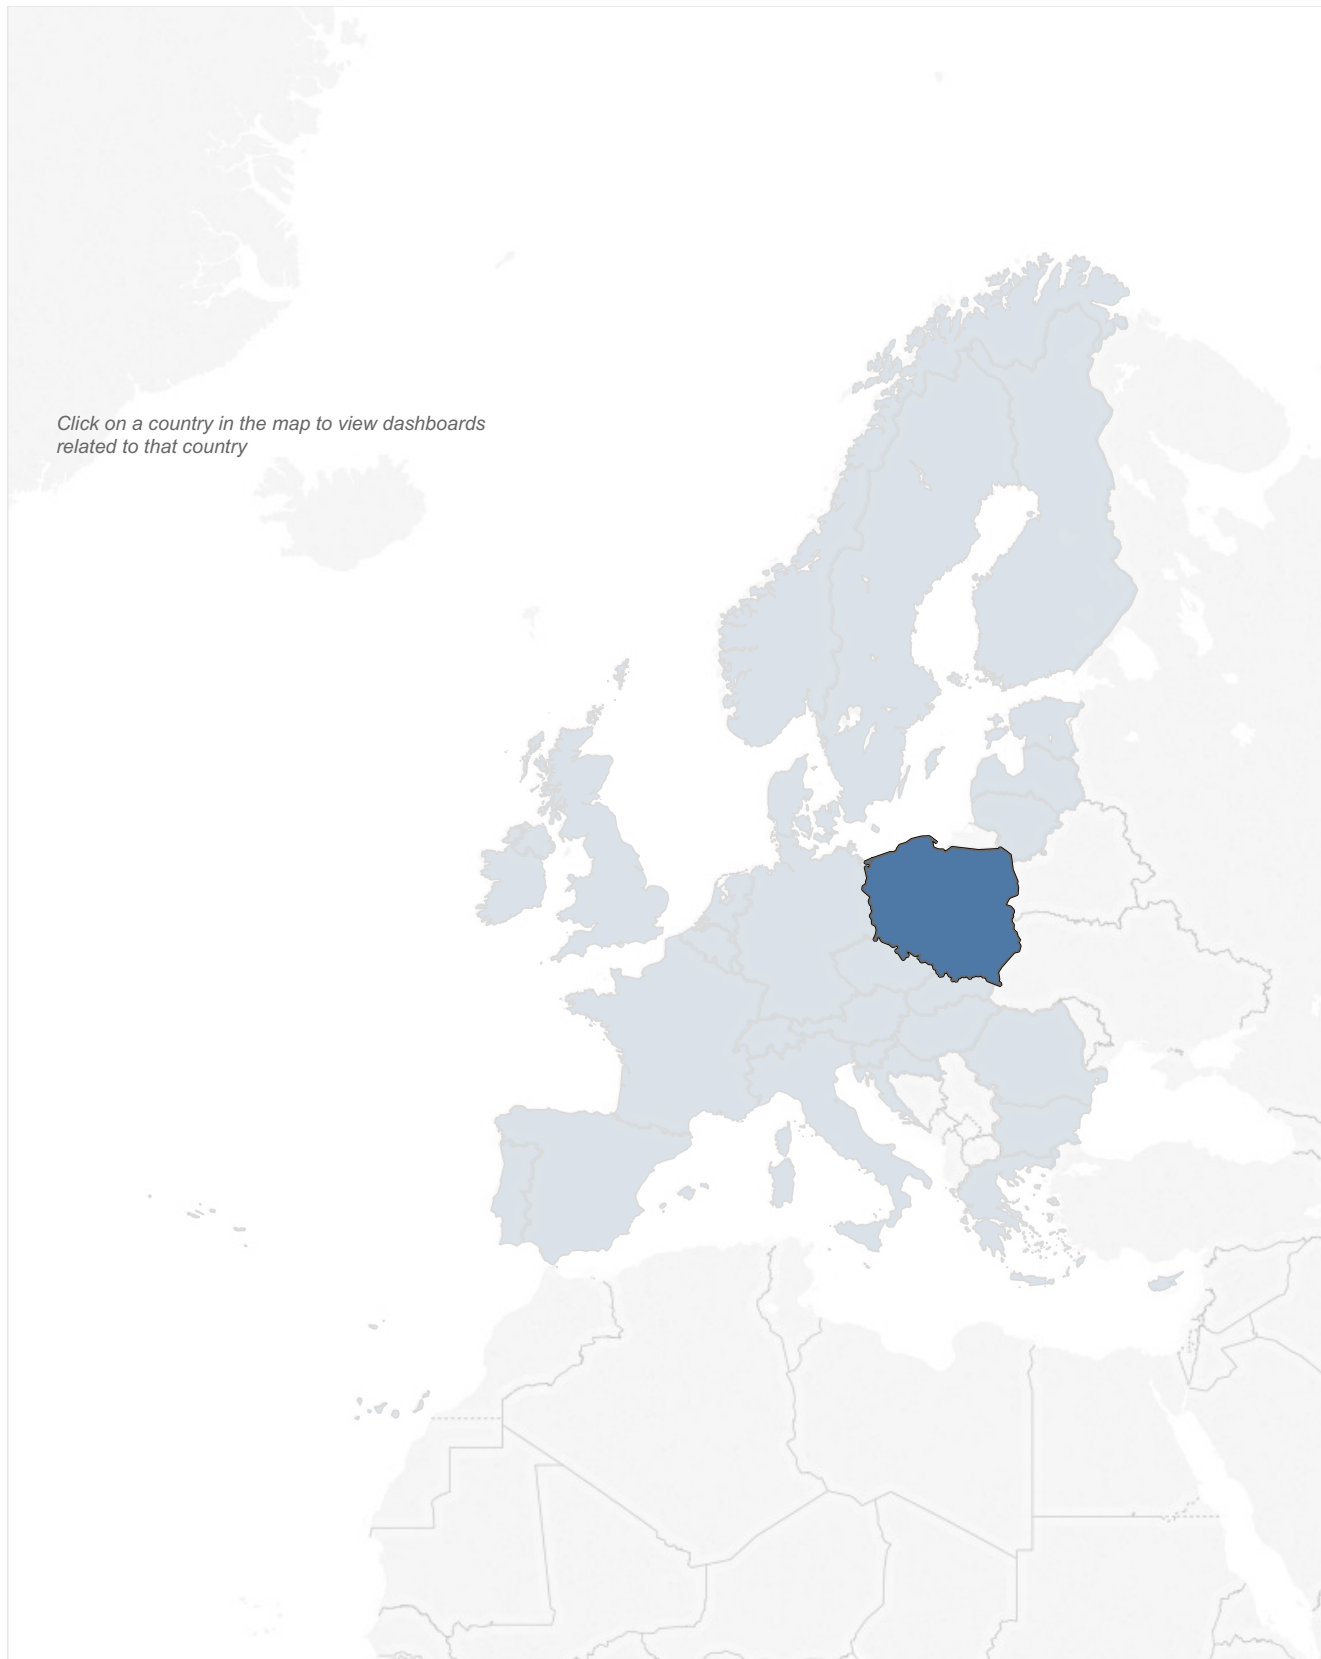 Click on a country in the map to view dashboards
related to that country